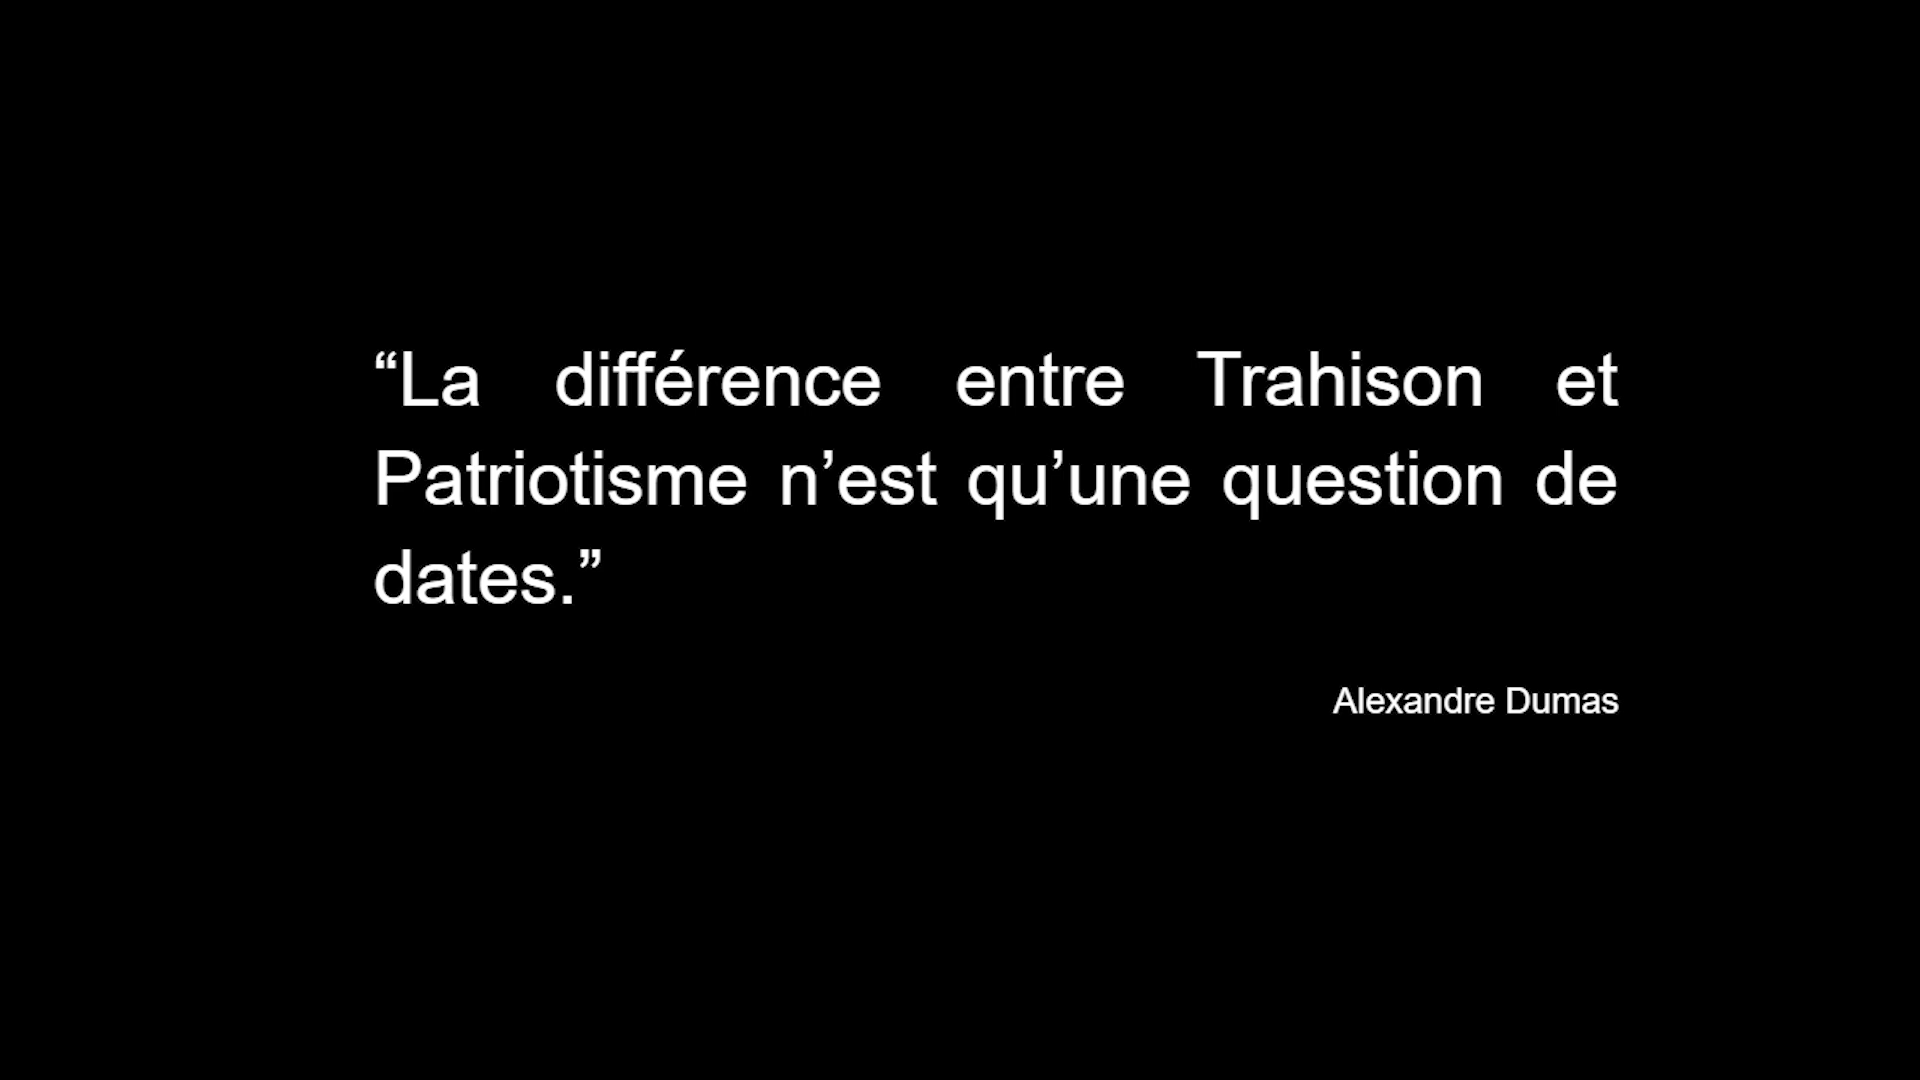 “La différence entre Trahison et
Patriotisme n’est qu’une question de
dates.”
Alexandre Dumas